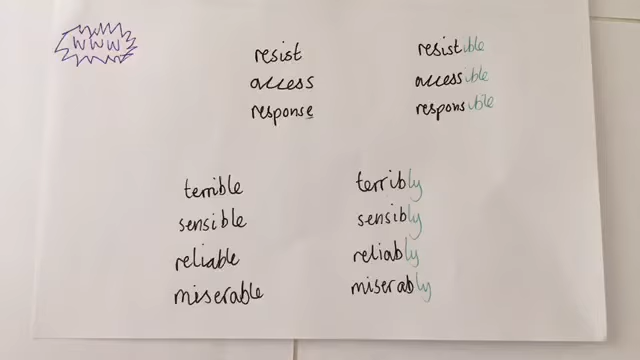 WWW
resist resistible
access accessible
response responsible
terrible terribly
sensible sensibly
reliable reliably
miserable miserably